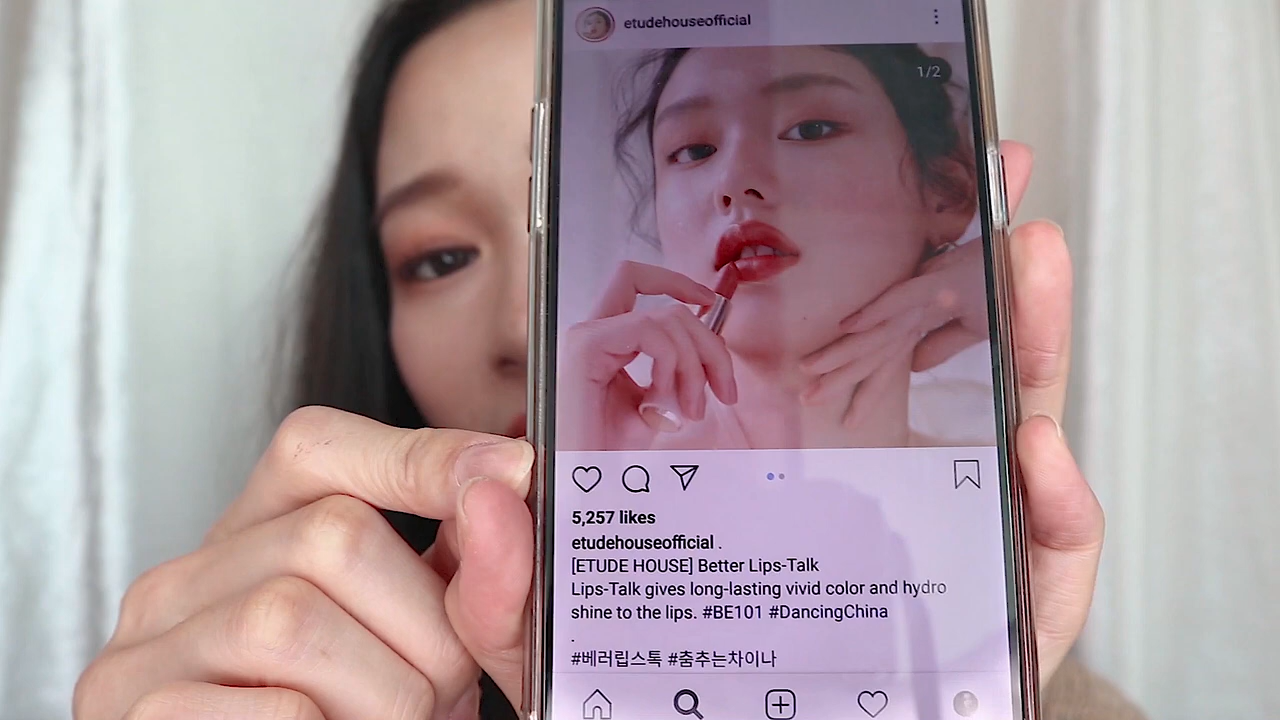 etudehouseofficial
1/2
5,257 likes
etudehouseofficial .
[ETUDE HOUSE] Better Lips-Talk
Lips-Talk gives long-lasting vivid color and hydro
shine to the lips. #BE101 #DancingChina
.
#베러립스톡 #춤추는차이나